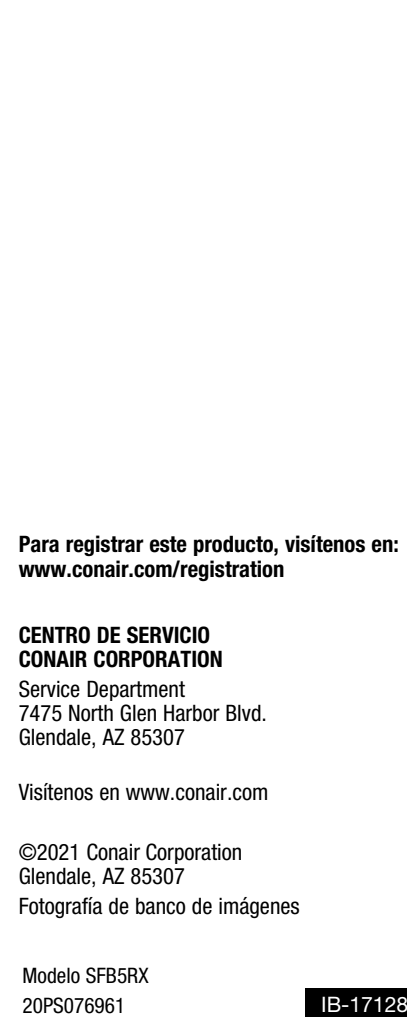 Para registrar este producto, visítenos en:
www.conair.com/registration
CENTRO DE SERVICIO
CONAIR CORPORATION
Service Department
7475 North Glen Harbor Blvd.
Glendale, AZ 85307
Visítenos en www.conair.com
©2021 Conair Corporation
Glendale, AZ 85307
Fotografía de banco de imágenes
Modelo SFB5RX
20PS076961
IB-17128